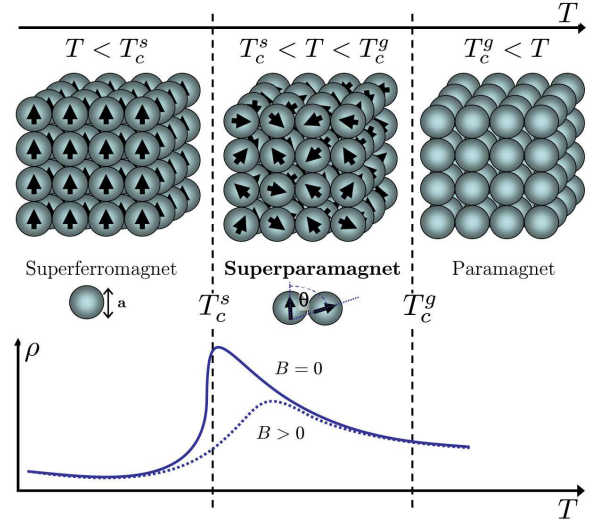 T
T < T_c^s
T_c^s < T < T_c^g
T_c^g < T
Superferromagnet
Superparamagnet
Paramagnet
a
θ
T_c^s
T_c^g
ρ
B = 0
B > 0
T